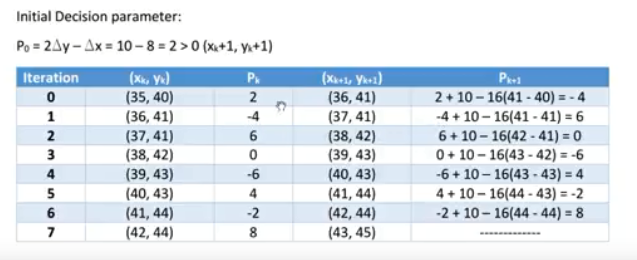 Initial Decision parameter:
P₀ = 2Δy – Δx = 10 – 8 = 2 > 0 (xₖ+1, yₖ+1)
Iteration (xₖ, yₖ) Pₖ (xₖ₊₁, yₖ₊₁) Pₖ₊₁
0 (35, 40) 2 (36, 41) 2 + 10 – 16(41 - 40) = - 4
1 (36, 41) -4 (37, 41) -4 + 10 – 16(41 - 41) = 6
2 (37, 41) 6 (38, 42) 6 + 10 – 16(42 - 41) = 0
3 (38, 42) 0 (39, 43) 0 + 10 – 16(43 - 42) = -6
4 (39, 43) -6 (40, 43) -6 + 10 – 16(43 - 43) = 4
5 (40, 43) 4 (41, 44) 4 + 10 – 16(44 - 43) = -2
6 (41, 44) -2 (42, 44) -2 + 10 – 16(44 - 44) = 8
7 (42, 44) 8 (43, 45) -------------